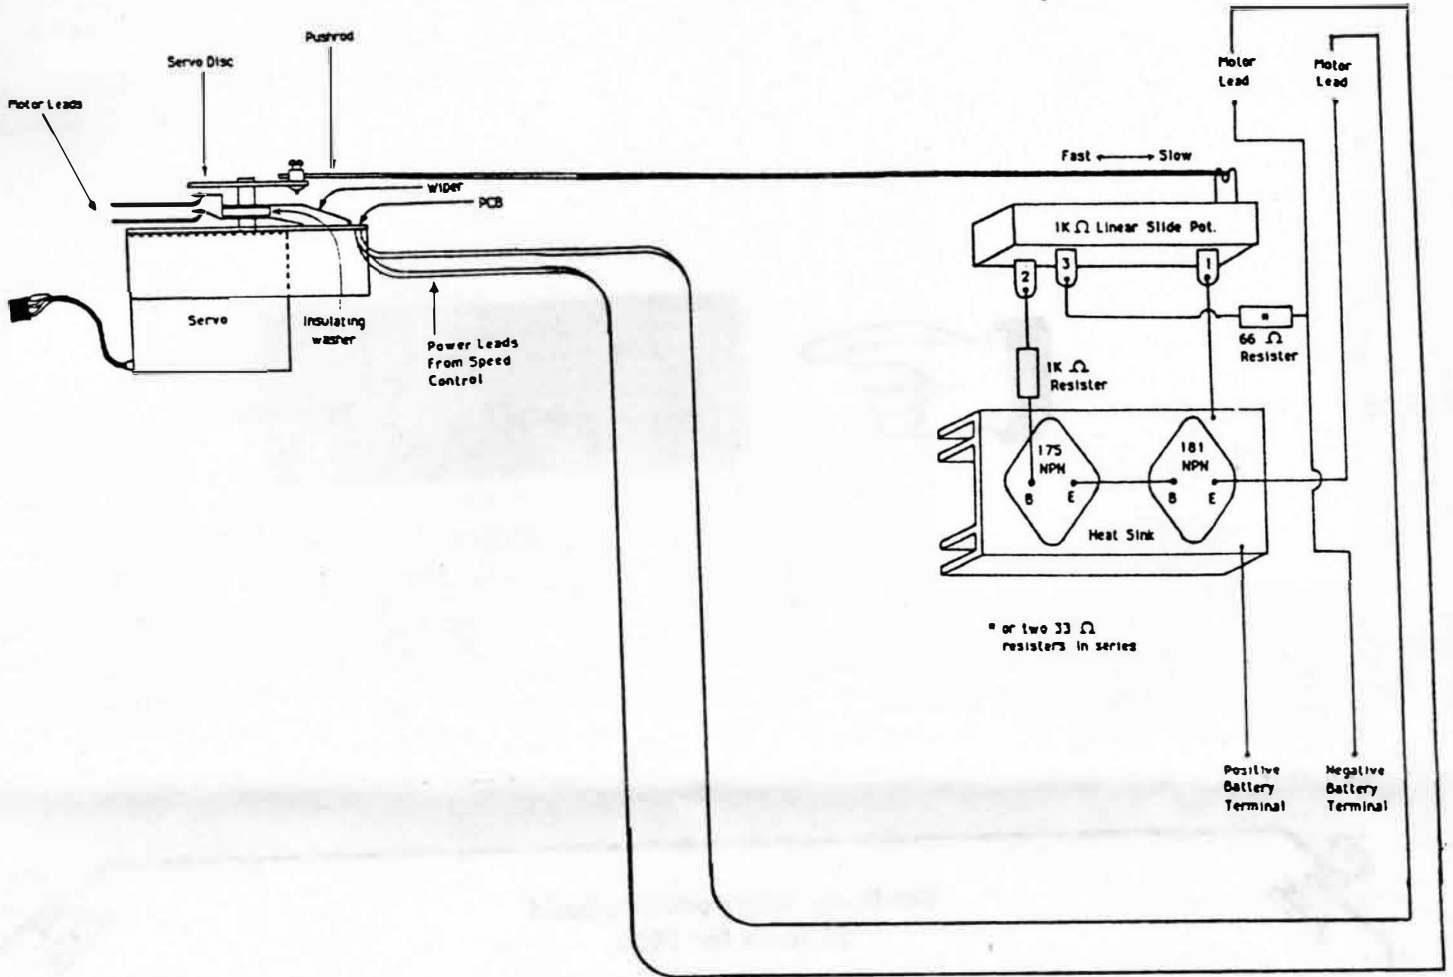 Pushrod
Servo Disc
Motor Leads
Wiper
PCB
Servo
Insulating
washer
Power Leads
From Speed
Control
Motor
Lead
Motor
Lead
Fast
Slow
1K Ω Linear Slide Pot.
2
3
1
*
66 Ω
Resister
1K Ω
Resister
175
NPN
B
E
181
NPN
B
E
Heat Sink
* or two 33 Ω
resisters in series
Positive
Battery
Terminal
Negative
Battery
Terminal